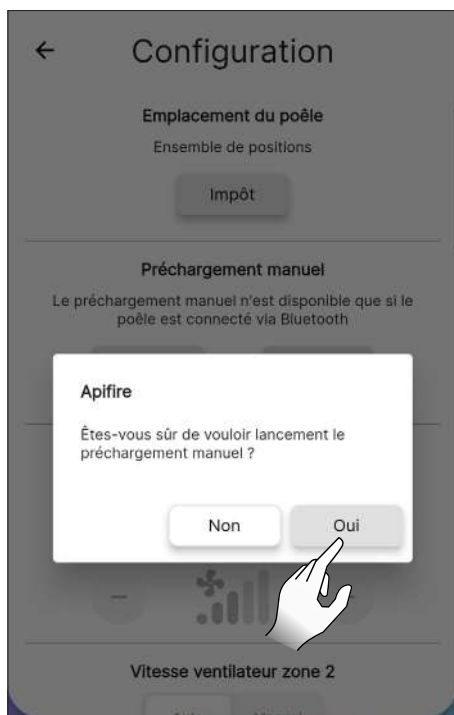 Configuration
Emplacement du poêle
Ensemble de positions
Impôt
Préchargement manuel
Le préchargement manuel n'est disponible que si le
poêle est connecté via Bluetooth
Apifire
Êtes-vous sûr de vouloir lancement le
préchargement manuel ?
Non
Oui
Vitesse ventilateur zone 2